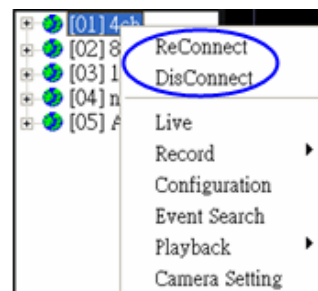 [01] 4ch
[02] 8
[03] 1
[04] n
[05] A
ReConnect
DisConnect
Live
Record
Configuration
Event Search
Playback
Camera Setting